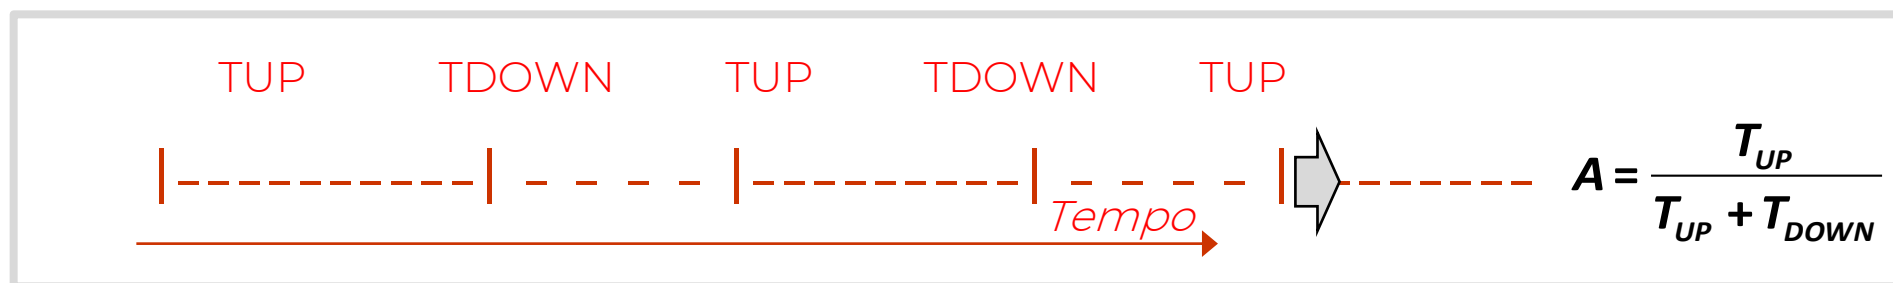 TUP TDOWN TUP TDOWN TUP
Tempo
A = T_UP / (T_UP + T_DOWN)